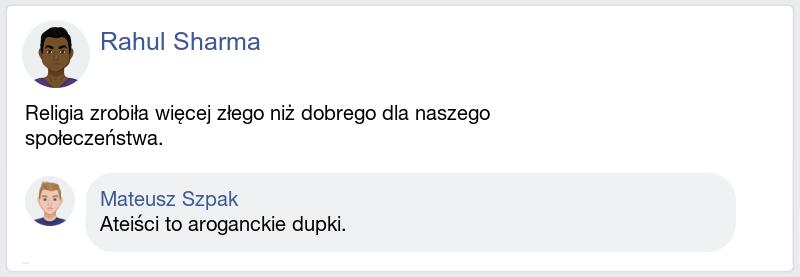 Rahul Sharma
Religia zrobiła więcej złego niż dobrego dla naszego
społeczeństwa.
Mateusz Szpak
Ateiści to aroganckie dupki.